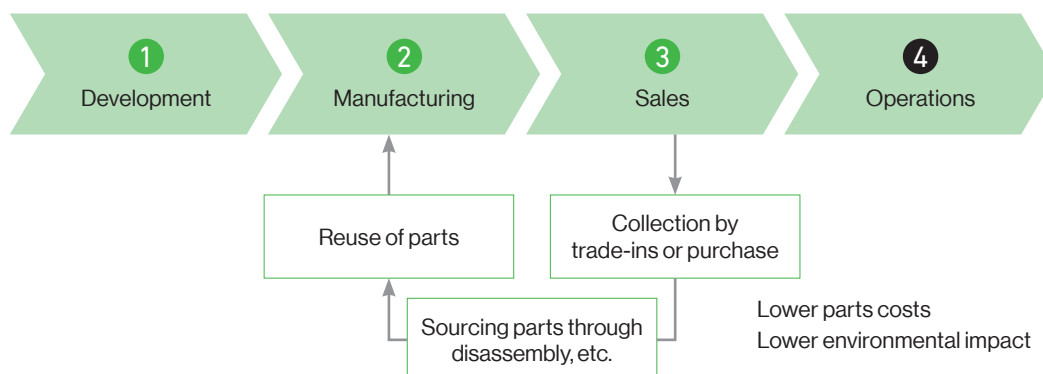 1
Development
2
Manufacturing
3
Sales
4
Operations
Reuse of parts
Collection by
trade-ins or purchase
Sourcing parts through
disassembly, etc.
Lower parts costs
Lower environmental impact